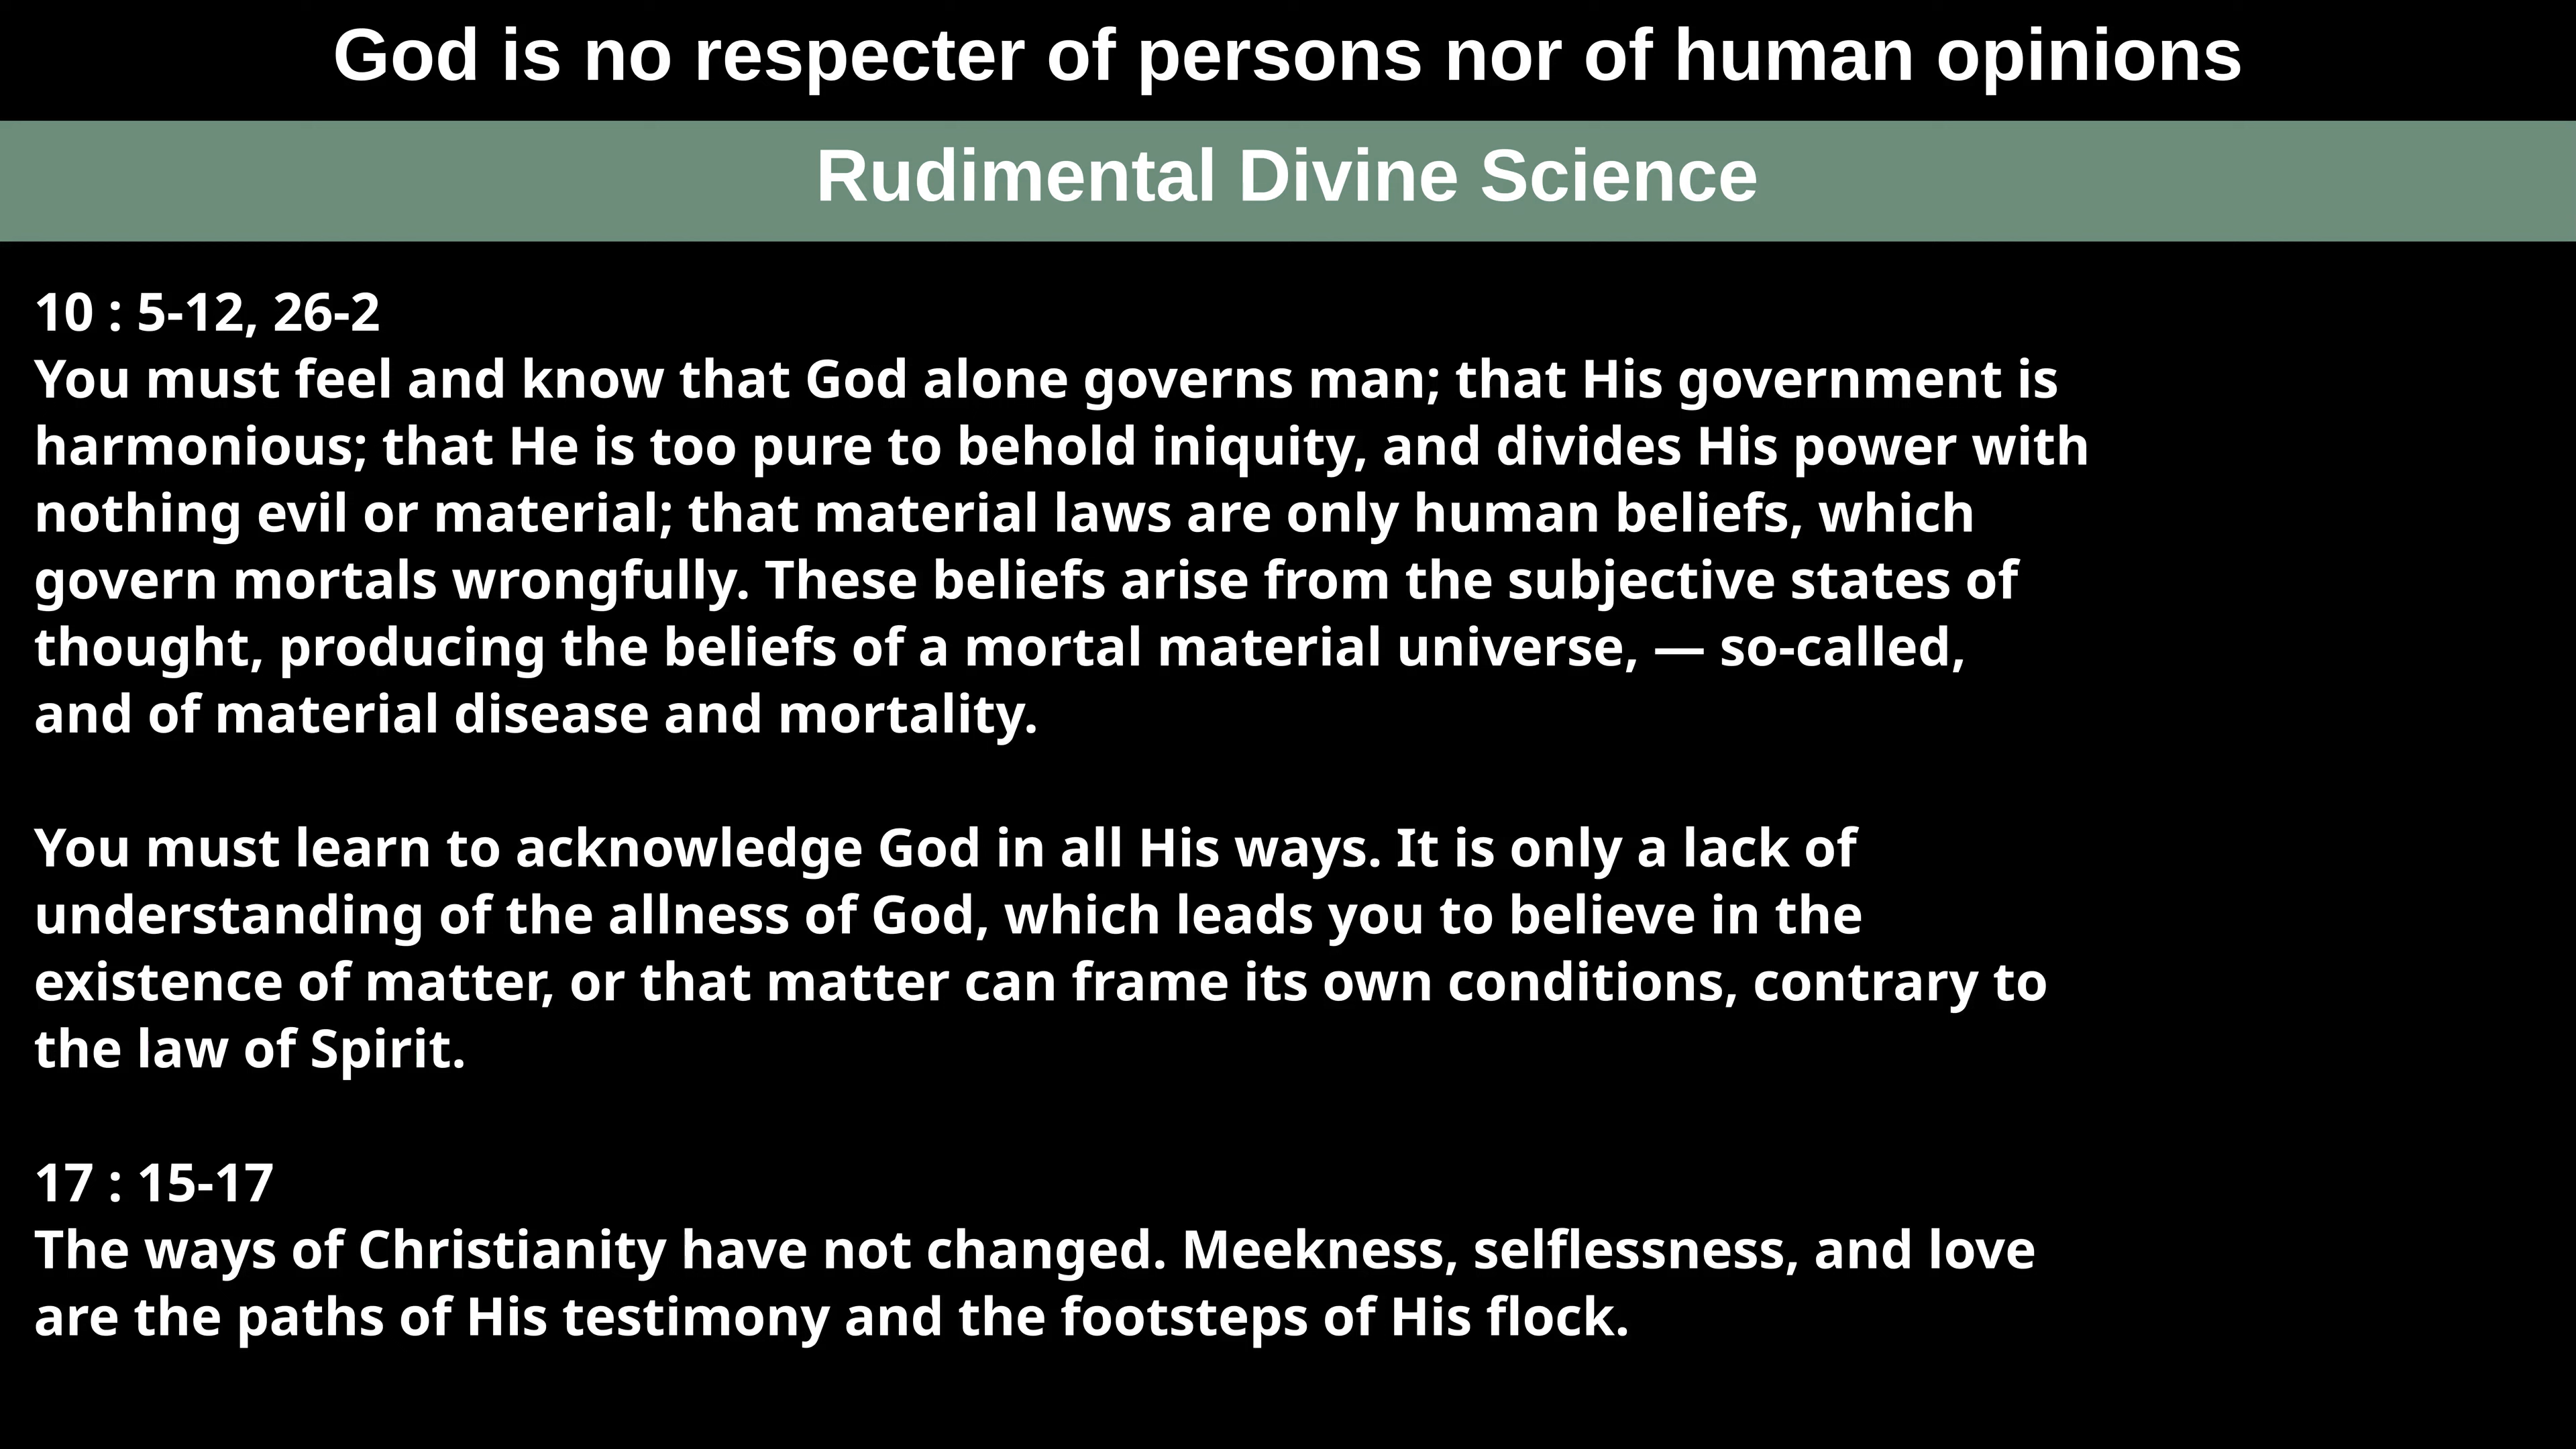 God is no respecter of persons nor of human opinions
Rudimental Divine Science
10 : 5-12, 26-2
You must feel and know that God alone governs man; that His government is
harmonious; that He is too pure to behold iniquity, and divides His power with
nothing evil or material; that material laws are only human beliefs, which
govern mortals wrongfully. These beliefs arise from the subjective states of
thought, producing the beliefs of a mortal material universe, — so-called,
and of material disease and mortality.
You must learn to acknowledge God in all His ways. It is only a lack of
understanding of the allness of God, which leads you to believe in the
existence of matter, or that matter can frame its own conditions, contrary to
the law of Spirit.
17 : 15-17
The ways of Christianity have not changed. Meekness, selflessness, and love
are the paths of His testimony and the footsteps of His flock.